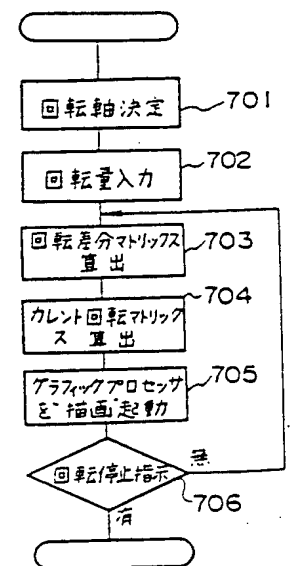 回転軸決定
701
回転量入力
702
回転差分マトリックス
算出
703
カレント回転マトリック
ス算出
704
グラフィックプロセッサ
を描画起動
705
回転停止指示
無
706
有